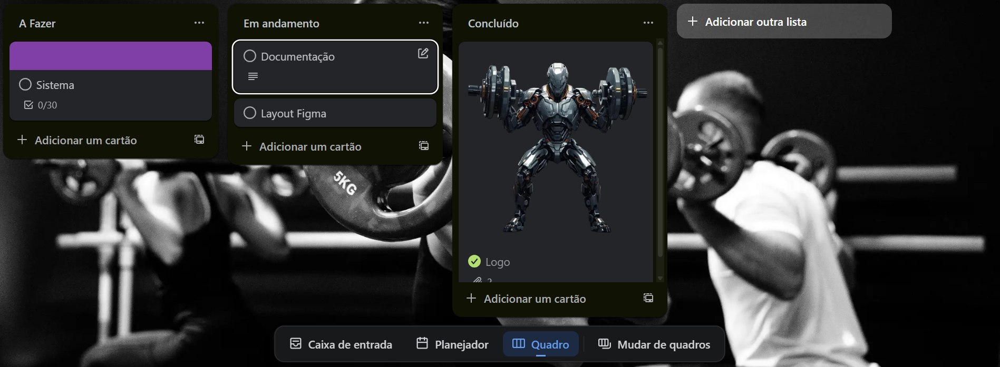 A Fazer
Sistema
0/30
Adicionar um cartão
Em andamento
Documentação
Layout Figma
Adicionar um cartão
Concluído
Logo
2
Adicionar um cartão
Adicionar outra lista
5KG
Caixa de entrada
Planejador
Quadro
Mudar de quadros